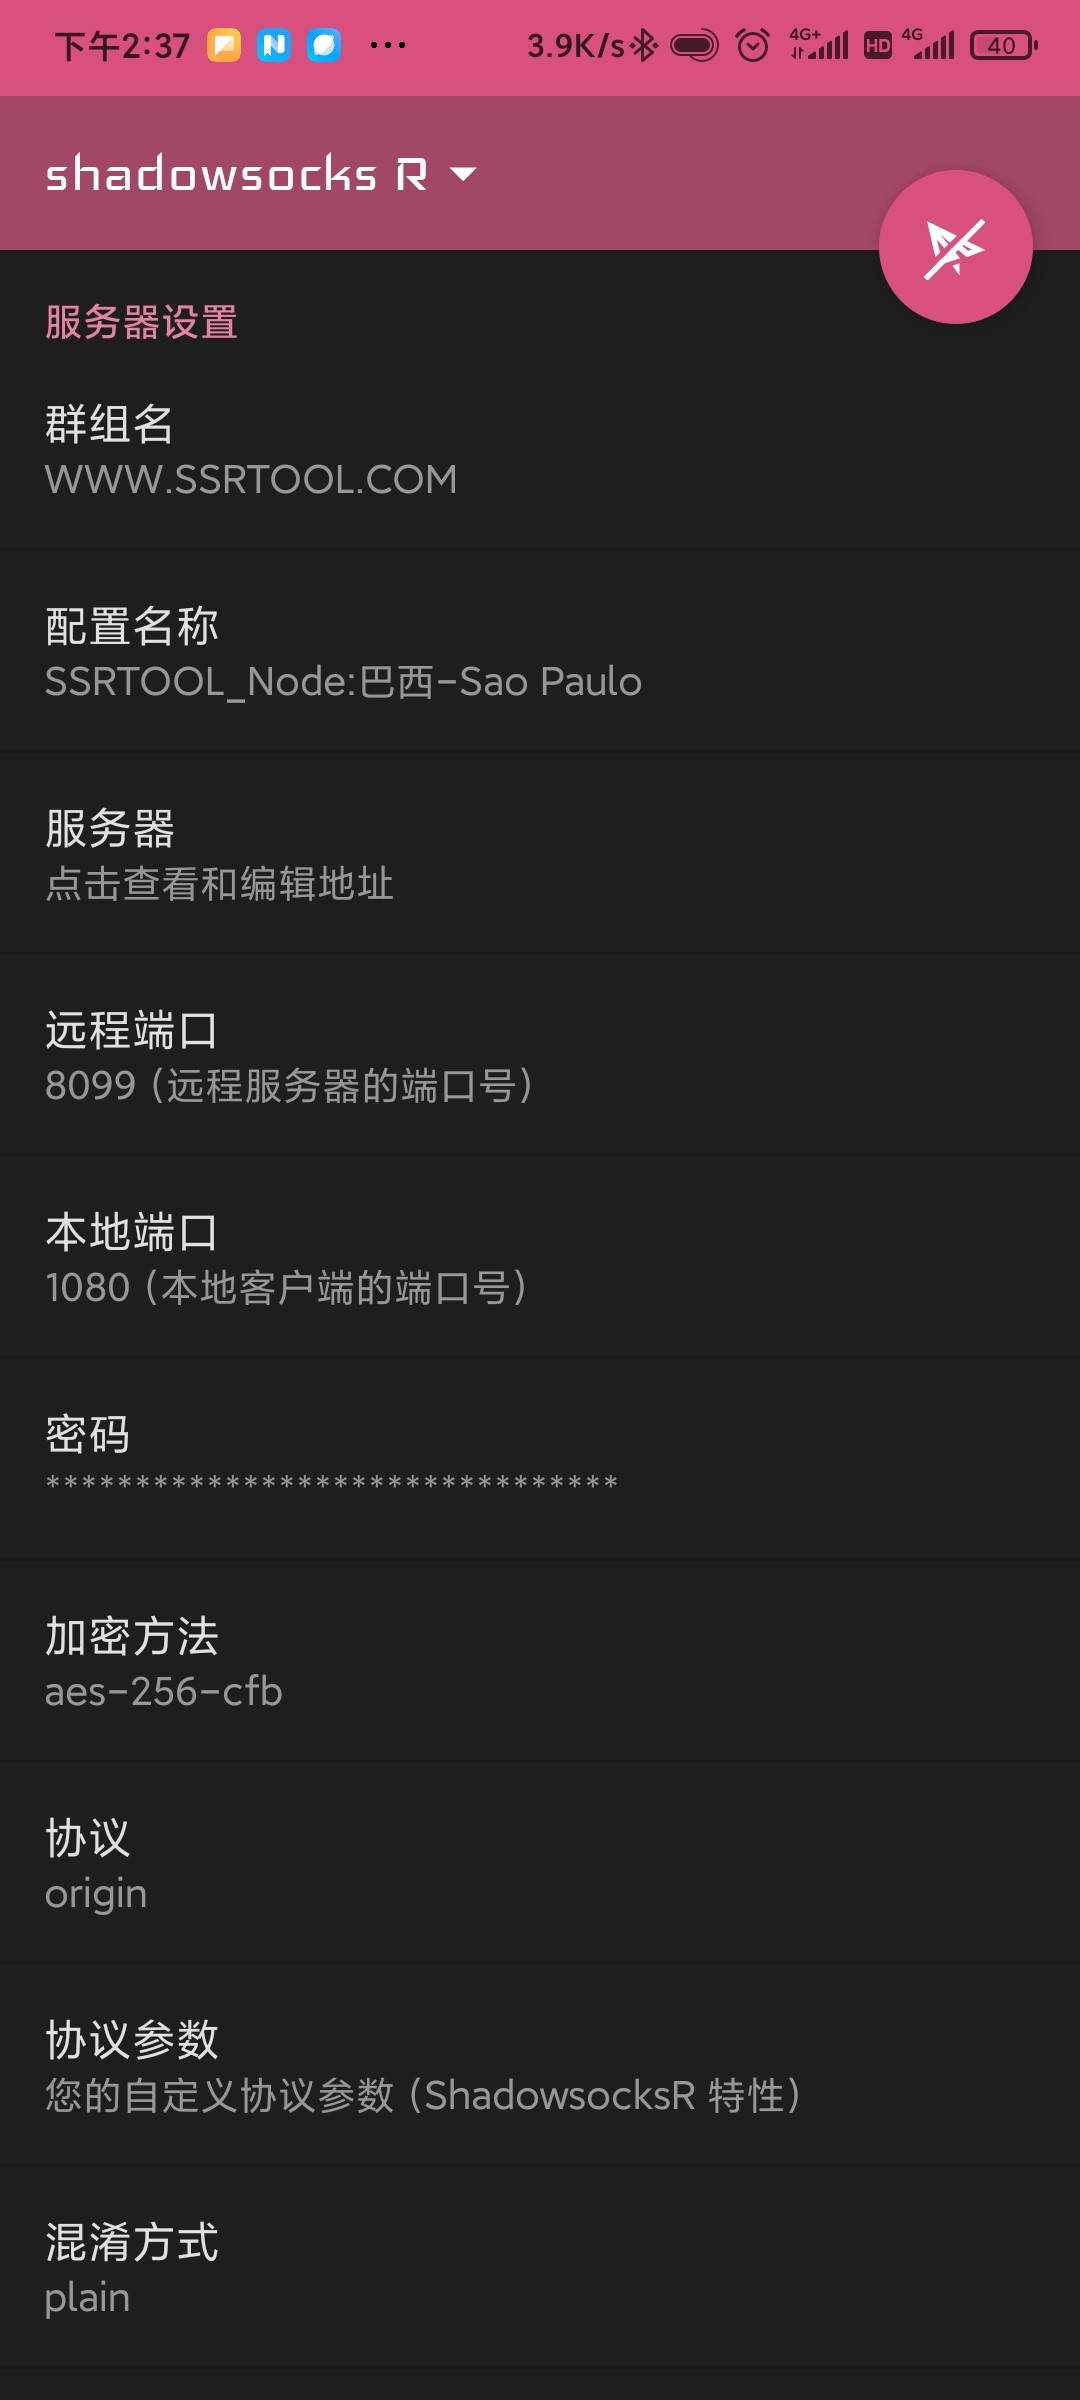 下午2:37
3.9K/s
4G+
HD
4G
40
shadowsocks R
服务器设置
群组名
WWW.SSRTOOL.COM
配置名称
SSRTOOL_Node:巴西-Sao Paulo
服务器
点击查看和编辑地址
远程端口
8099 (远程服务器的端口号)
本地端口
1080 (本地客户端的端口号)
密码
********************************
加密方法
aes-256-cfb
协议
origin
协议参数
您的自定义协议参数 (ShadowsocksR 特性)
混淆方式
plain